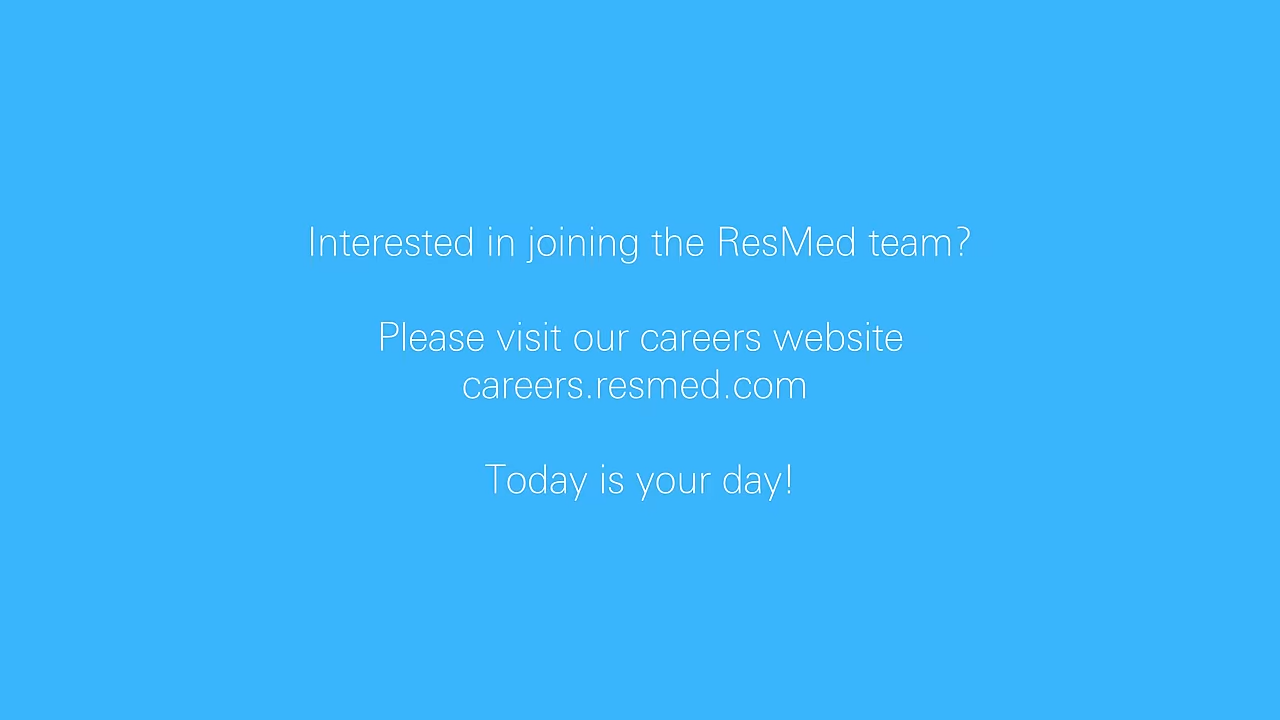 Interested in joining the ResMed team?
Please visit our careers website
careers.resmed.com
Today is your day!